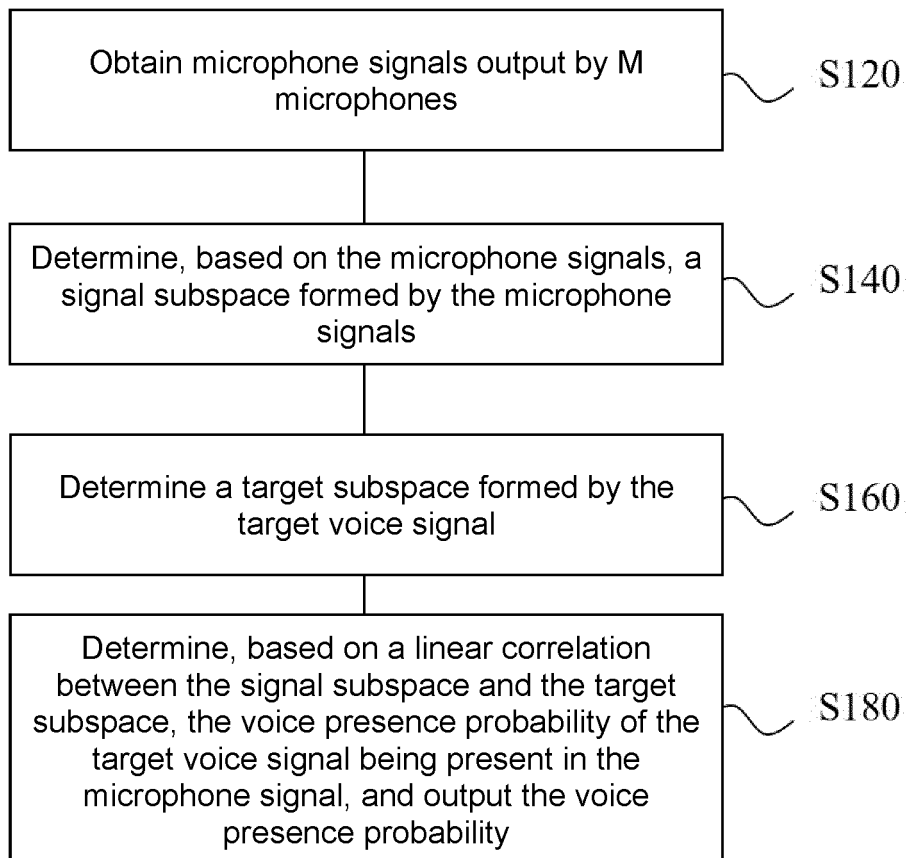 Obtain microphone signals output by M
microphones
S120
Determine, based on the microphone signals, a
signal subspace formed by the microphone
signals
S140
Determine a target subspace formed by the
target voice signal
S160
Determine, based on a linear correlation
between the signal subspace and the target
subspace, the voice presence probability of the
target voice signal being present in the
microphone signal, and output the voice
presence probability
S180